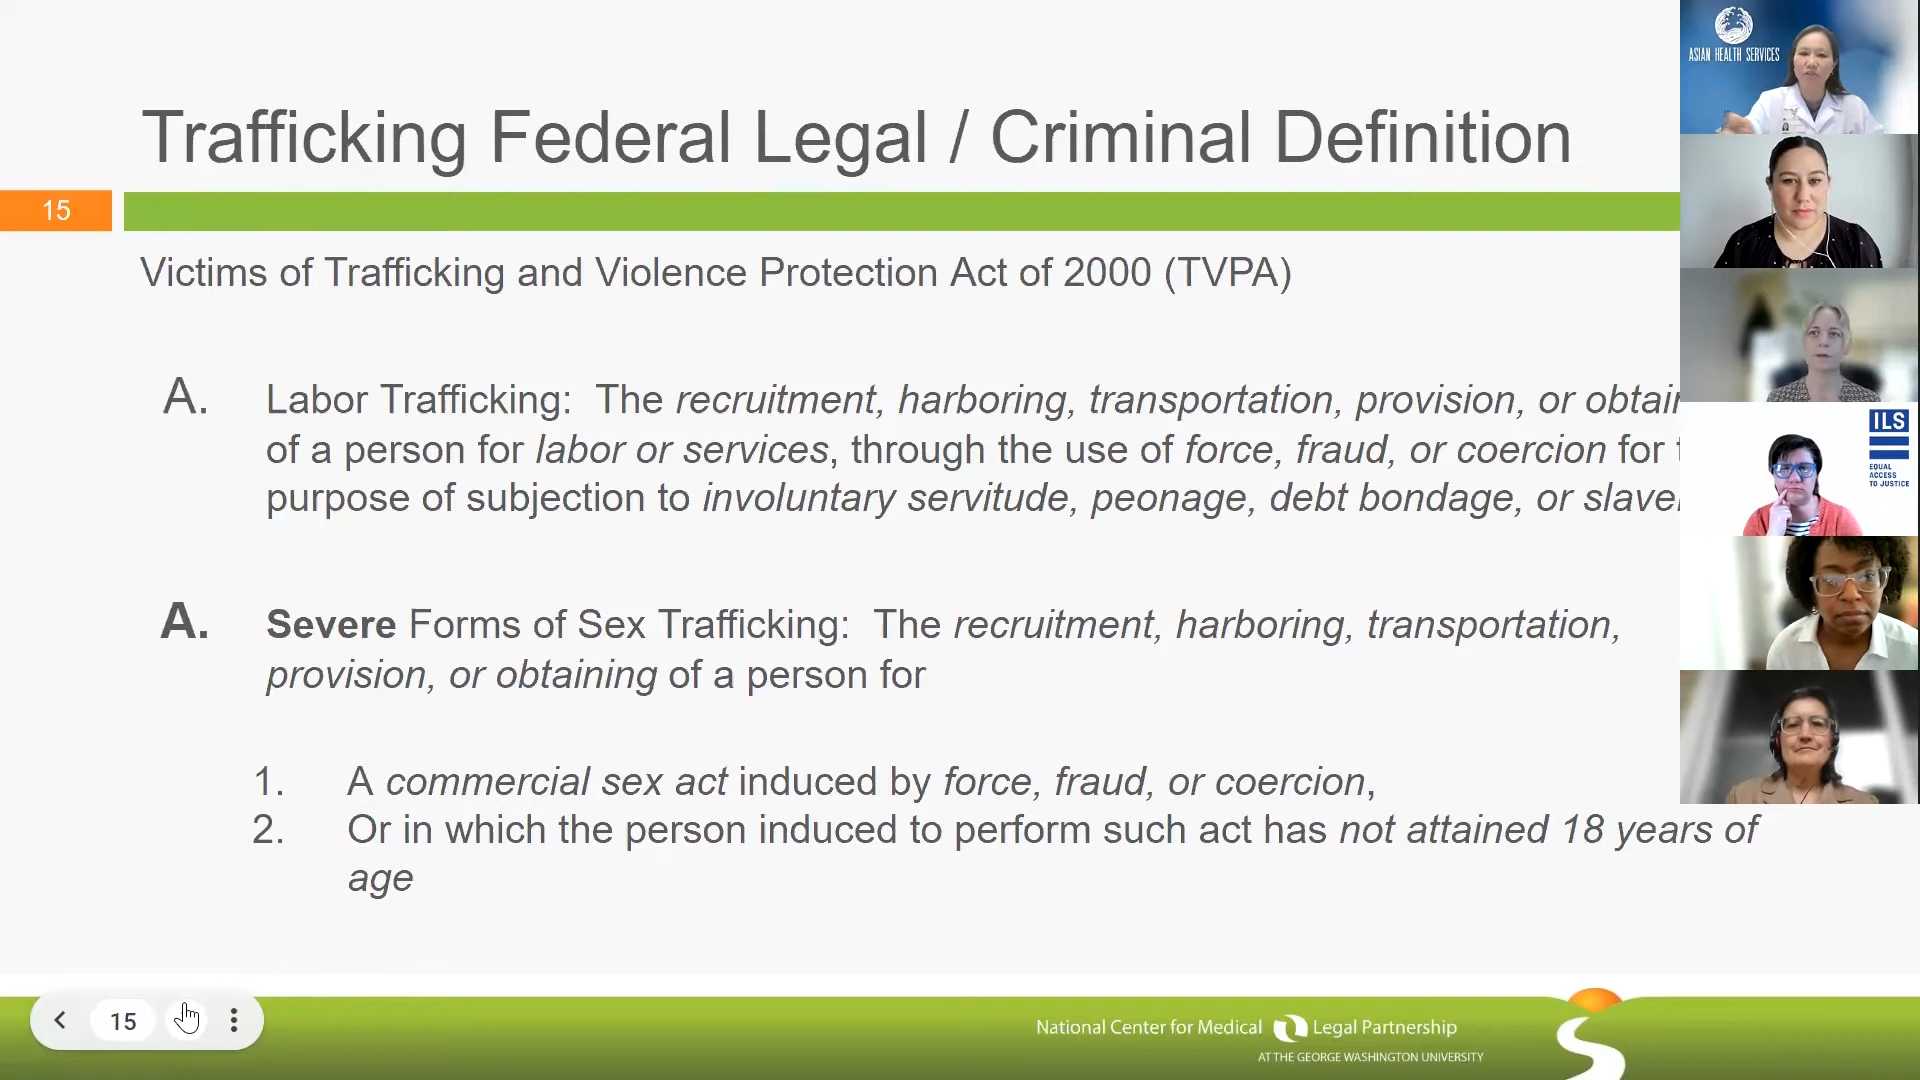 Trafficking Federal Legal / Criminal Definition
15
Victims of Trafficking and Violence Protection Act of 2000 (TVPA)
A. Labor Trafficking: The recruitment, harboring, transportation, provision, or obtain
of a person for labor or services, through the use of force, fraud, or coercion for
purpose of subjection to involuntary servitude, peonage, debt bondage, or slave
A. Severe Forms of Sex Trafficking: The recruitment, harboring, transportation,
provision, or obtaining of a person for
1. A commercial sex act induced by force, fraud, or coercion,
2. Or in which the person induced to perform such act has not attained 18 years of
age
15
National Center for Medical Legal Partnership
AT THE GEORGE WASHINGTON UNIVERSITY
ASIAN HEALTH SERVICES
ILS
EQUAL
ACCESS
TO JUSTICE